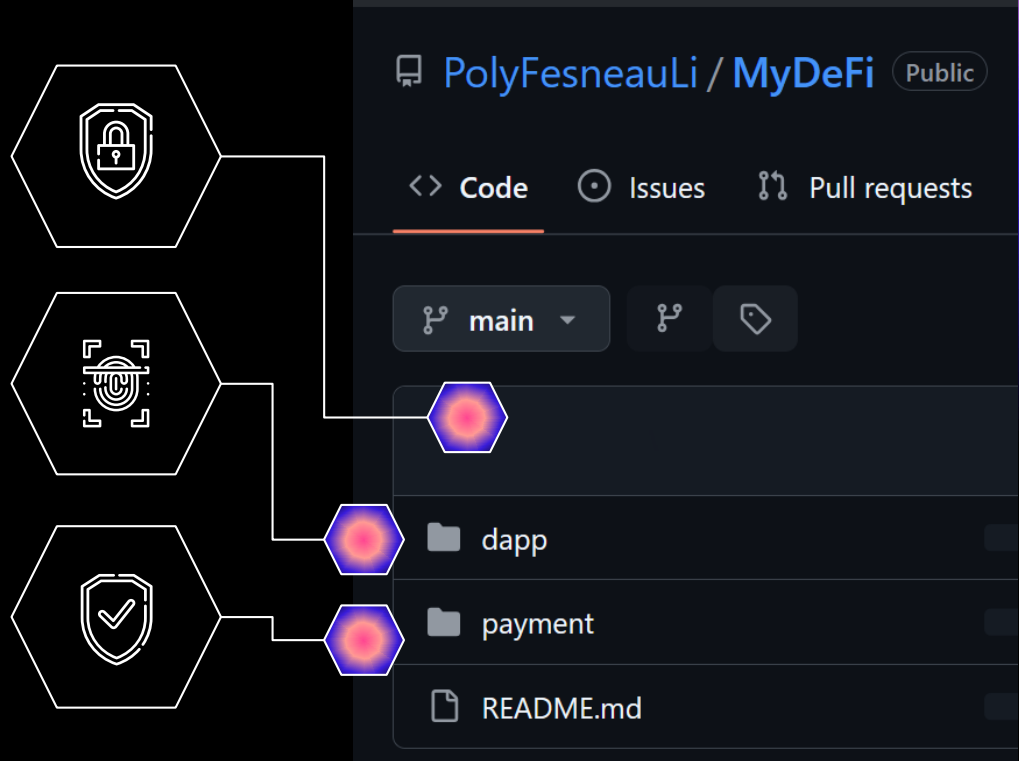 PolyFesneauLi / MyDeFi Public
Code Issues Pull requests
main
dapp
payment
README.md